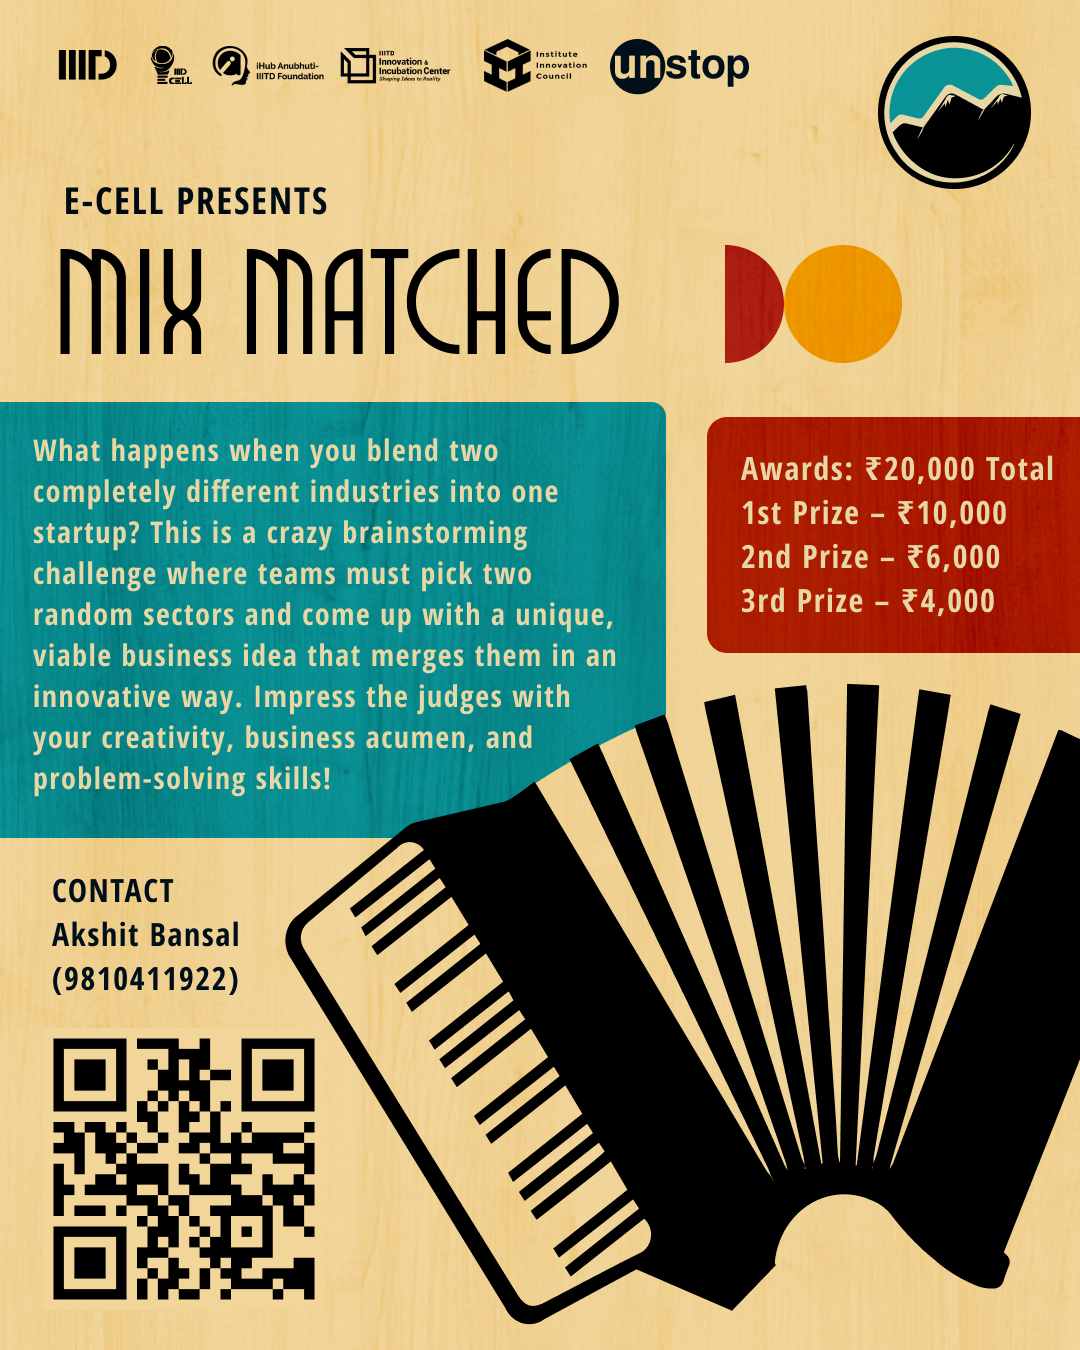 IIITD
IIITD
CELL
iHub Anubhuti-
IIITD Foundation
IIITD
Innovation &
Incubation Center
Shaping Ideas to Reality
Institute
Innovation
Council
unstop
E-CELL PRESENTS
MIX MATCHED
What happens when you blend two
completely different industries into one
startup? This is a crazy brainstorming
challenge where teams must pick two
random sectors and come up with a unique,
viable business idea that merges them in an
innovative way. Impress the judges with
your creativity, business acumen, and
problem-solving skills!
Awards: ₹20,000 Total
1st Prize – ₹10,000
2nd Prize – ₹6,000
3rd Prize – ₹4,000
CONTACT
Akshit Bansal
(9810411922)